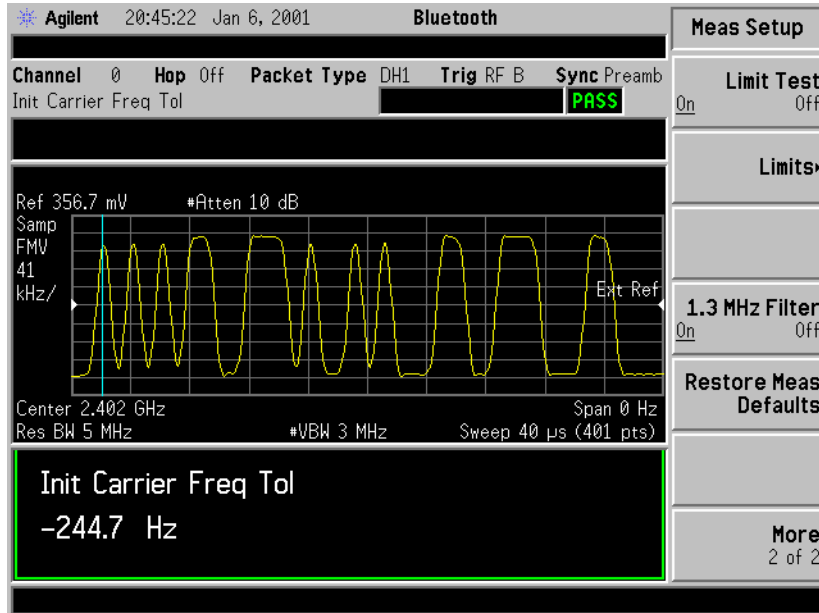 Agilent 20:45:22 Jan 6, 2001 Bluetooth
Meas Setup
Channel 0 Hop Off Packet Type DH1 Trig RF B Sync Preamb
Init Carrier Freq Tol PASS
Limit Test
On Off
Limits
Ref 356.7 mV #Atten 10 dB
Samp
FMV
41
kHz/
Ext Ref
1.3 MHz Filter
On Off
Restore Meas
Defaults
Center 2.402 GHz Span 0 Hz
Res BW 5 MHz #VBW 3 MHz Sweep 40 µs (401 pts)
Init Carrier Freq Tol
-244.7 Hz
More
2 of 2